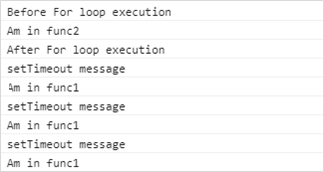 Before For loop execution
Am in func2
After For loop execution
setTimeout message
Am in func1
setTimeout message
Am in func1
setTimeout message
Am in func1